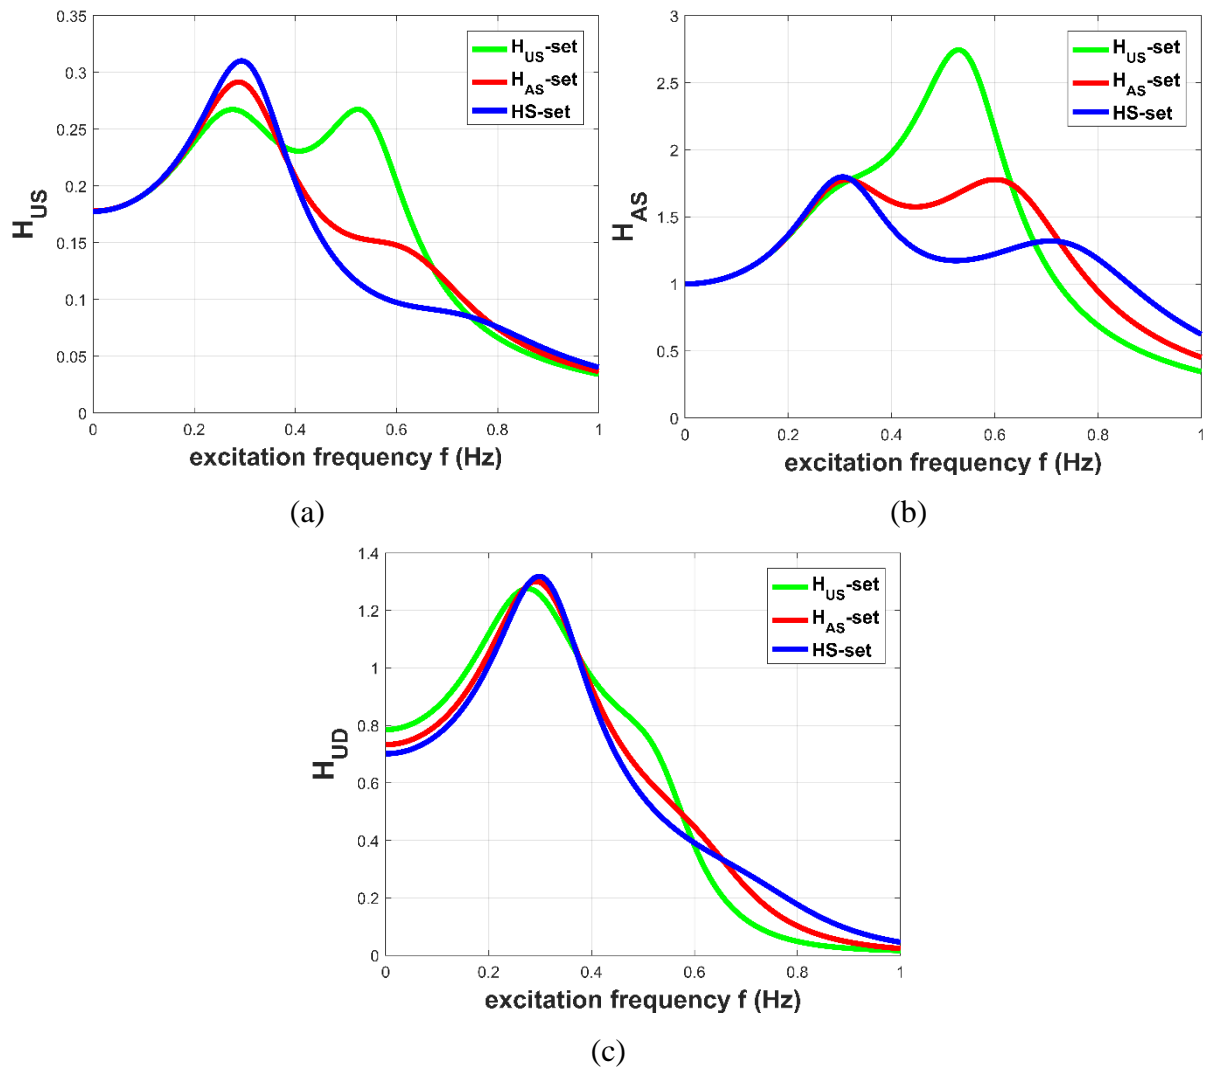 0.35
0.3
0.25
0.2
0.15
0.1
0.05
0
H_US
0
0.2
0.4
0.6
0.8
1
excitation frequency f (Hz)
H_US-set
H_AS-set
HS-set
(a)
3
2.5
2
1.5
1
0.5
0
H_AS
0
0.2
0.4
0.6
0.8
1
excitation frequency f (Hz)
H_US-set
H_AS-set
HS-set
(b)
1.4
1.2
1
0.8
0.6
0.4
0.2
0
H_UD
0
0.2
0.4
0.6
0.8
1
excitation frequency f (Hz)
H_US-set
H_AS-set
HS-set
(c)